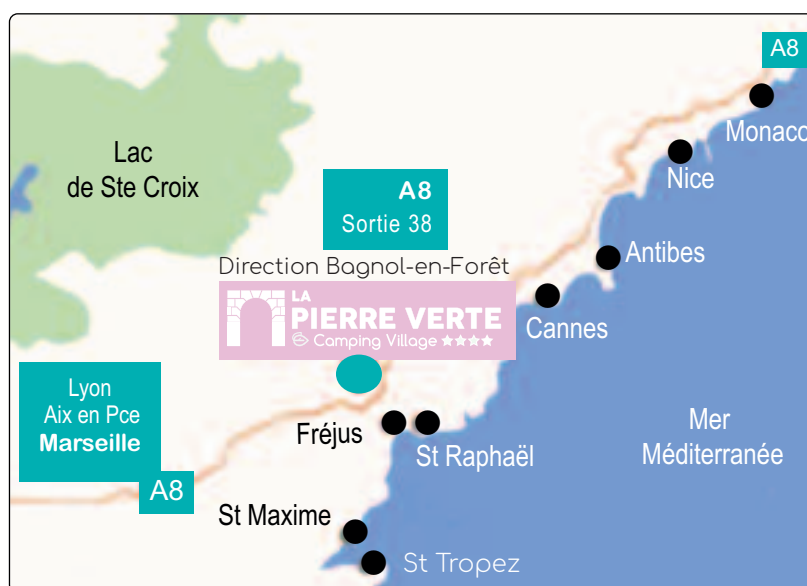 A8
Monaco
Nice
Lac
de Ste Croix
A8
Sortie 38
Antibes
Direction Bagnol-en-Forêt
LA
PIERRE VERTE
Camping Village ★★★★
Cannes
Lyon
Aix en Pce
Marseille
Fréjus
St Raphaël
Mer
Méditerranée
A8
St Maxime
St Tropez